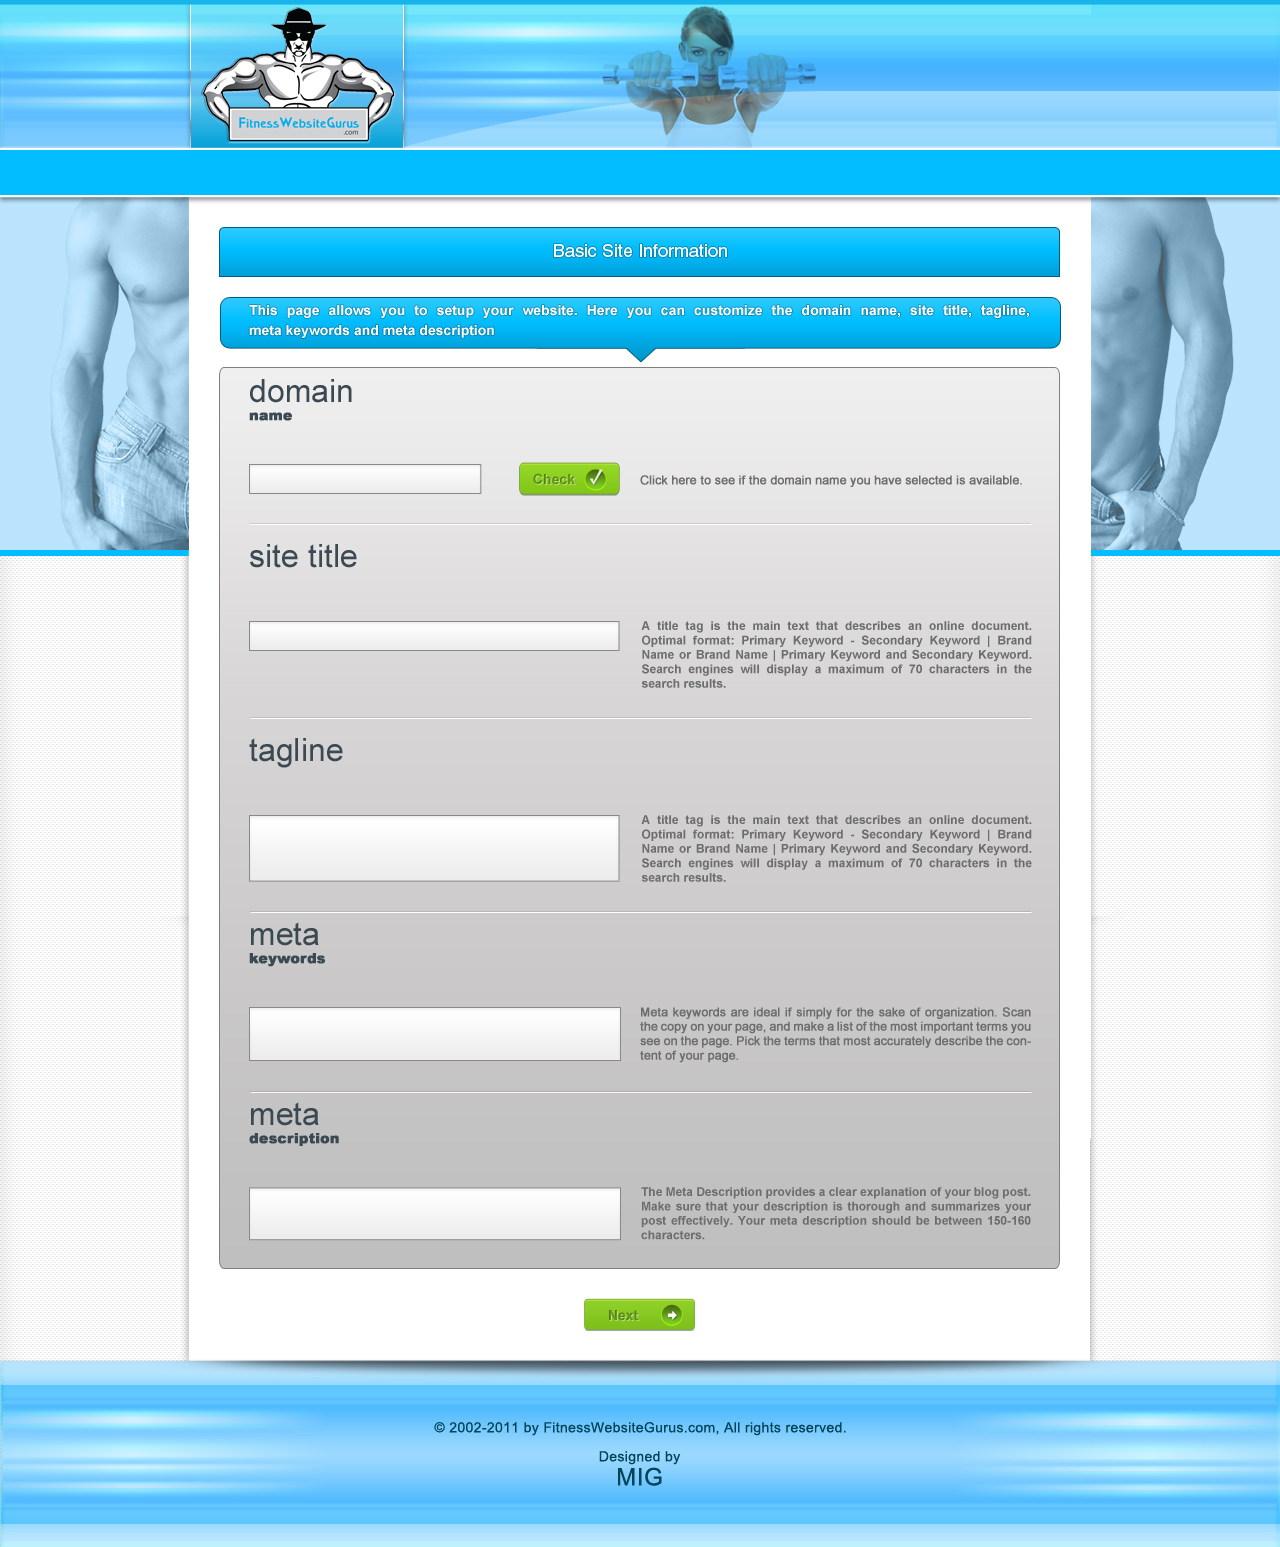 FitnessWebsiteGurus
.com
Basic Site Information
This page allows you to setup your website. Here you can customize the domain name, site title, tagline,
meta keywords and meta description
domain
name
Check
Click here to see if the domain name you have selected is available.
site title
A title tag is the main text that describes an online document.
Optimal format: Primary Keyword - Secondary Keyword | Brand
Name or Brand Name | Primary Keyword and Secondary Keyword.
Search engines will display a maximum of 70 characters in the
search results.
tagline
A title tag is the main text that describes an online document.
Optimal format: Primary Keyword - Secondary Keyword | Brand
Name or Brand Name | Primary Keyword and Secondary Keyword.
Search engines will display a maximum of 70 characters in the
search results.
meta
keywords
Meta keywords are ideal if simply for the sake of organization. Scan
the copy on your page, and make a list of the most important terms you
see on the page. Pick the terms that most accurately describe the con-
tent of your page.
meta
description
The Meta Description provides a clear explanation of your blog post.
Make sure that your description is thorough and summarizes your
post effectively. Your meta description should be between 150-160
characters.
Next
© 2002-2011 by FitnessWebsiteGurus.com, All rights reserved.
Designed by
MIG